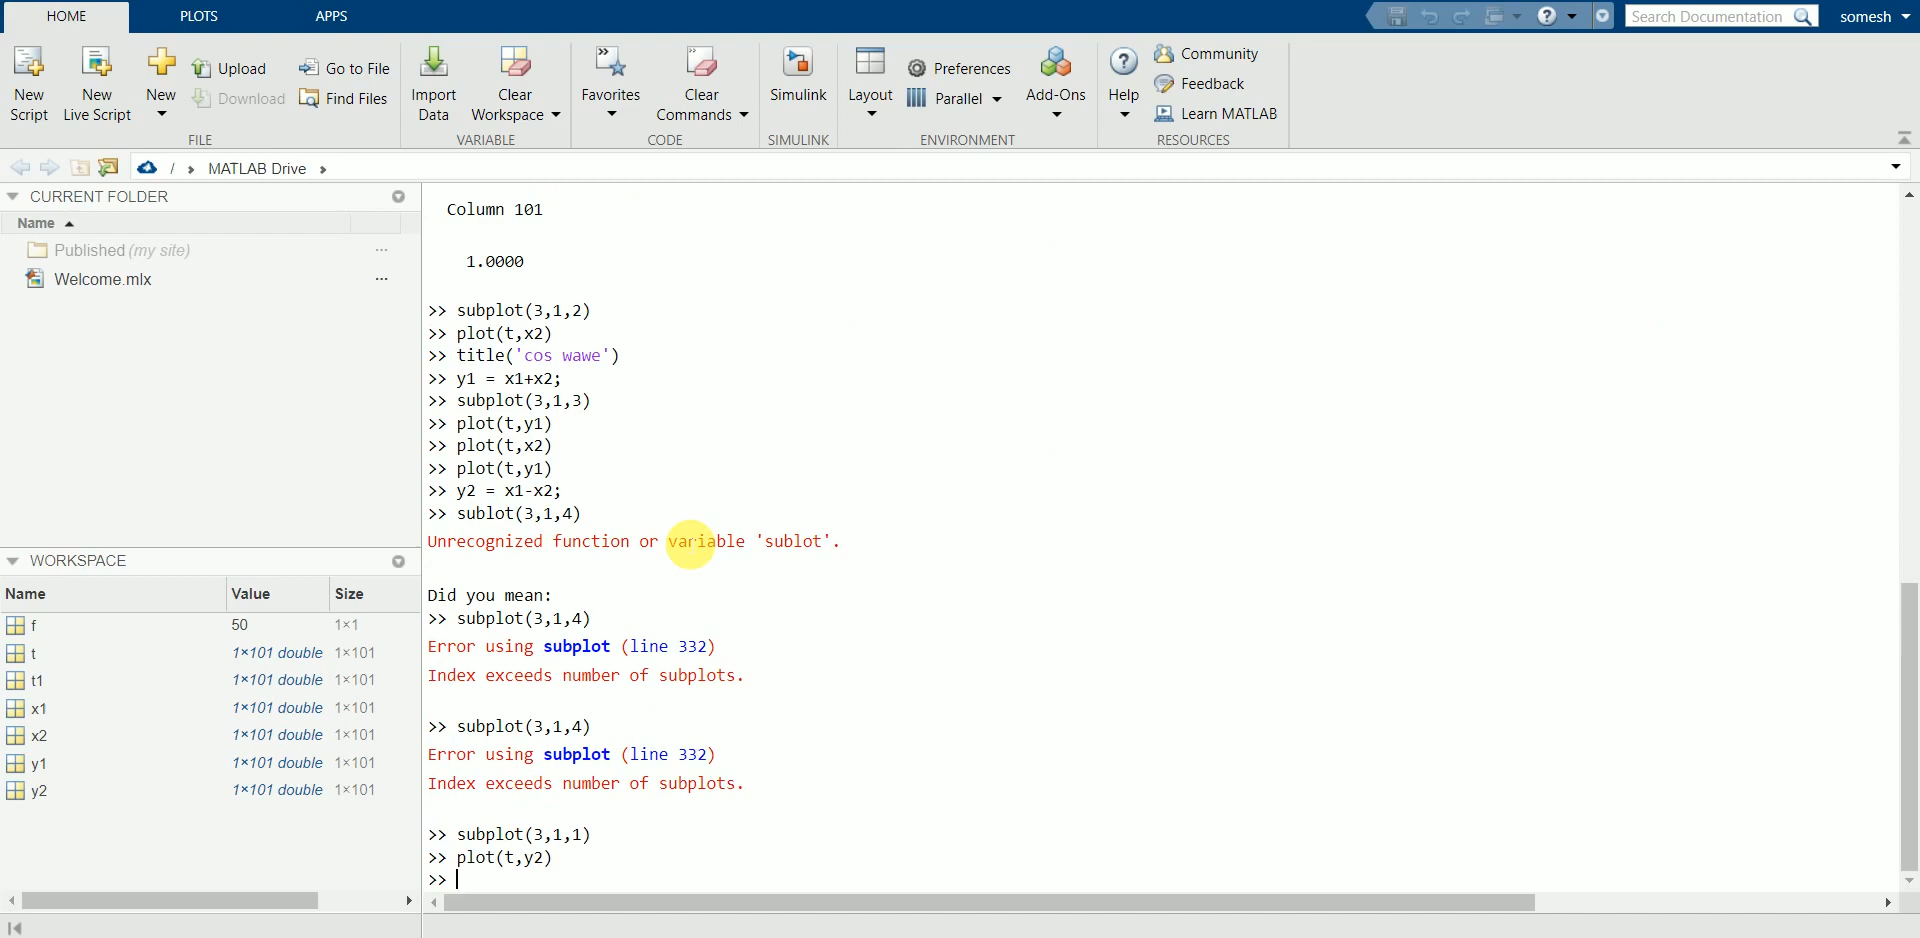 HOME PLOTS APPS
Search Documentation
somesh
New Script
New Live Script
New
Upload
Download
Go to File
Find Files
FILE
Import Data
Clear Workspace
VARIABLE
Favorites
Clear Commands
CODE
Simulink
SIMULINK
Layout
Preferences
Parallel
Add-Ons
ENVIRONMENT
Help
Community
Feedback
Learn MATLAB
RESOURCES
/ MATLAB Drive
CURRENT FOLDER
Name
Published (my site)
Welcome.mlx
WORKSPACE
Name Value Size
f 50 1×1
t 1×101 double 1×101
t1 1×101 double 1×101
x1 1×101 double 1×101
x2 1×101 double 1×101
y1 1×101 double 1×101
y2 1×101 double 1×101
Column 101
1.0000
>> subplot(3,1,2)
>> plot(t,x2)
>> title('cos wawe')
>> y1 = x1+x2;
>> subplot(3,1,3)
>> plot(t,y1)
>> plot(t,x2)
>> plot(t,y1)
>> y2 = x1-x2;
>> sublot(3,1,4)
Unrecognized function or variable 'sublot'.
Did you mean:
>> subplot(3,1,4)
Error using subplot (line 332)
Index exceeds number of subplots.
>> subplot(3,1,4)
Error using subplot (line 332)
Index exceeds number of subplots.
>> subplot(3,1,1)
>> plot(t,y2)
>>